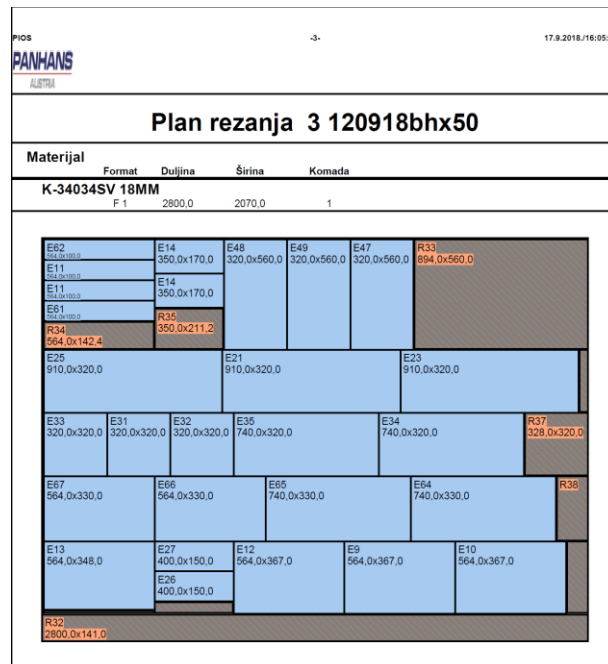 PIOS -3- 17.9.2018./16:05:
PANHANS
AUSTRIA
Plan rezanja 3 120918bhx50
Materijal
Format Duljina Širina Komada
K-34034SV 18MM
F 1 2800,0 2070,0 1
E62 E14 E48 E49 E47 R33
564,0x100,0 350,0x170,0 320,0x560,0 320,0x560,0 320,0x560,0 894,0x560,0
E11
564,0x100,0
E14
350,0x170,0
E11
564,0x100,0
E61
564,0x100,0
R35
350,0x211,2
R34
564,0x142,4
E25 E21 E23
910,0x320,0 910,0x320,0 910,0x320,0
E33 E31 E32 E35 E34 R37
320,0x320,0 320,0x320,0 320,0x320,0 740,0x320,0 740,0x320,0 328,0x320,0
E67 E66 E65 E64 R38
564,0x330,0 564,0x330,0 740,0x330,0 740,0x330,0
E13 E27 E12 E9 E10
564,0x348,0 400,0x150,0 564,0x367,0 564,0x367,0 564,0x367,0
E26
400,0x150,0
R32
2800,0x141,0